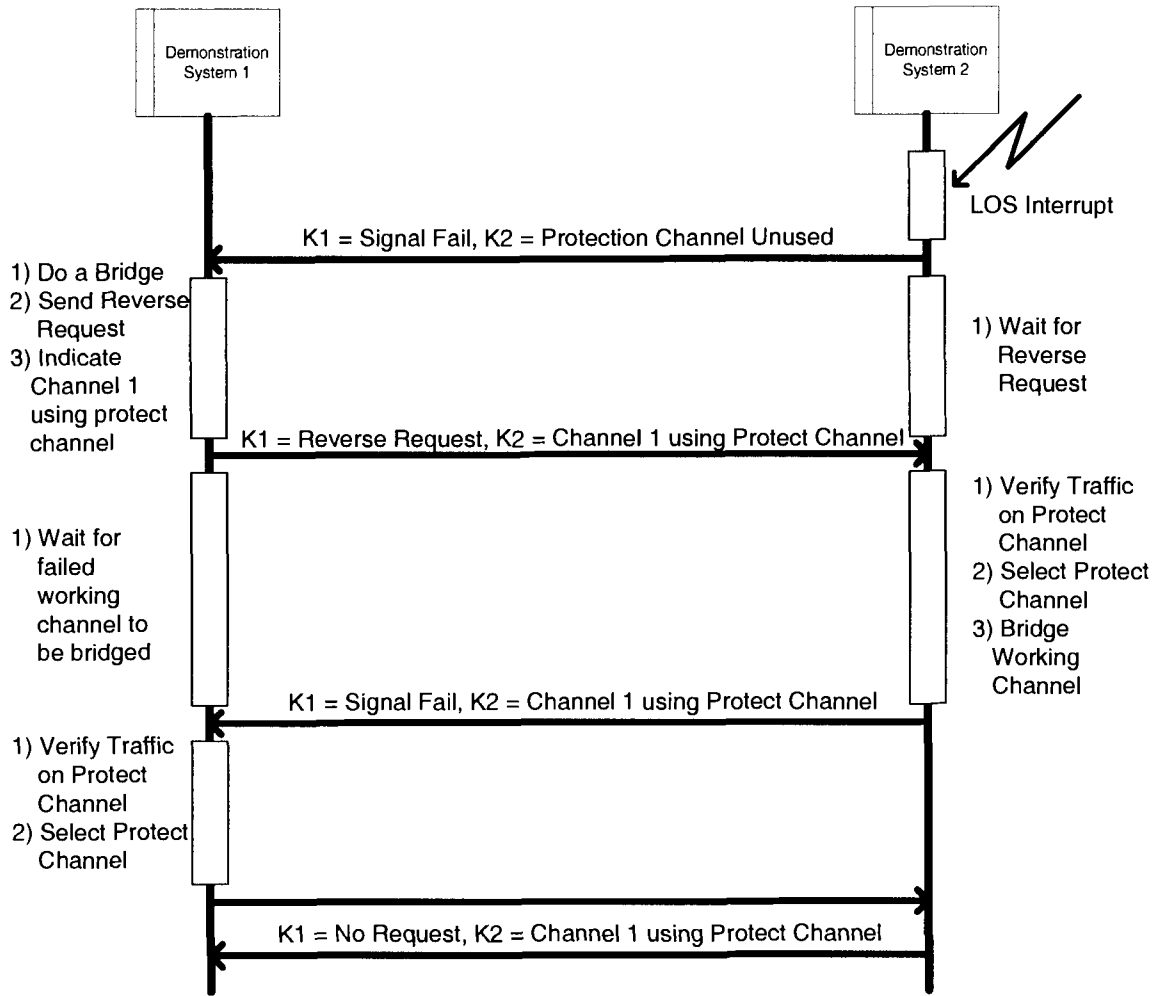 Demonstration
System 1
Demonstration
System 2
LOS Interrupt
K1 = Signal Fail, K2 = Protection Channel Unused
1) Do a Bridge
2) Send Reverse
Request
3) Indicate
Channel 1
using protect
channel
1) Wait for
Reverse
Request
K1 = Reverse Request, K2 = Channel 1 using Protect Channel
1) Wait for
failed
working
channel to
be bridged
1) Verify Traffic
on Protect
Channel
2) Select Protect
Channel
3) Bridge
Working
Channel
K1 = Signal Fail, K2 = Channel 1 using Protect Channel
1) Verify Traffic
on Protect
Channel
2) Select Protect
Channel
K1 = No Request, K2 = Channel 1 using Protect Channel